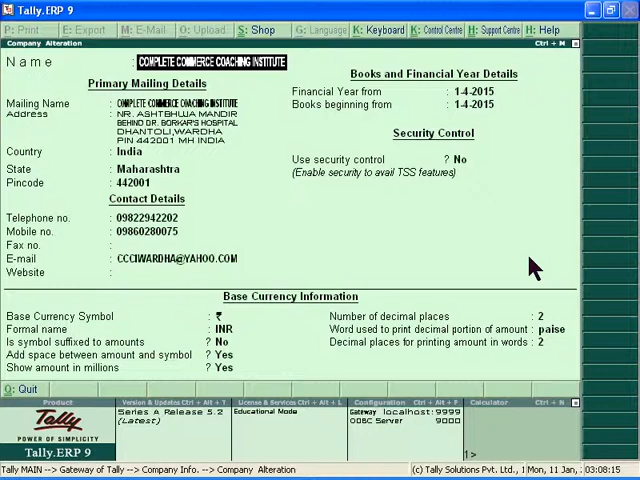 Tally.ERP 9
P: Print
E: Export
M: E-Mail
O: Upload
S: Shop
G: Language
K: Keyboard
K: Control Centre
H: Support Centre
H: Help
Company Alteration
Ctrl + M
Name : COMPLETE COMMERCE COACHING INSTITUTE
Primary Mailing Details
Mailing Name : COMPLETE COMMERCE COACHING INSTITUTE
Address : NR. ASHTBHUJA MANDIR
BEHIND DR. BORKAR'S HOSPITAL
DHANTOLI,WARDHA
PIN 442001 MH INDIA
Country : India
State : Maharashtra
Pincode : 442001
Contact Details
Telephone no. : 09822942202
Mobile no. : 09860280075
Fax no. :
E-mail : CCCIWARDHA@YAHOO.COM
Website :
Books and Financial Year Details
Financial Year from : 1-4-2015
Books beginning from : 1-4-2015
Security Control
Use security control ? No
(Enable security to avail TSS features)
Base Currency Information
Base Currency Symbol : ₹
Formal name : INR
Is symbol suffixed to amounts ? No
Add space between amount and symbol ? Yes
Show amount in millions ? Yes
Number of decimal places : 2
Word used to print decimal portion of amount : paise
Decimal places for printing amount in words : 2
Q: Quit
Product
Tally
POWER OF SIMPLICITY
Tally.ERP 9
Version & Updates Ctrl + Alt + T
Series A Release 5.2
(Latest)
License & Services Ctrl + Alt + L
Educational Mode
Configuration Ctrl + Alt + F
Gateway localhost:9999
ODBC Server 9000
Calculator Ctrl + N
1>
Tally MAIN --> Gateway of Tally --> Company Info. --> Company Alteration
(c) Tally Solutions Pvt. Ltd., 1
Mon, 11 Jan,
03:08:15